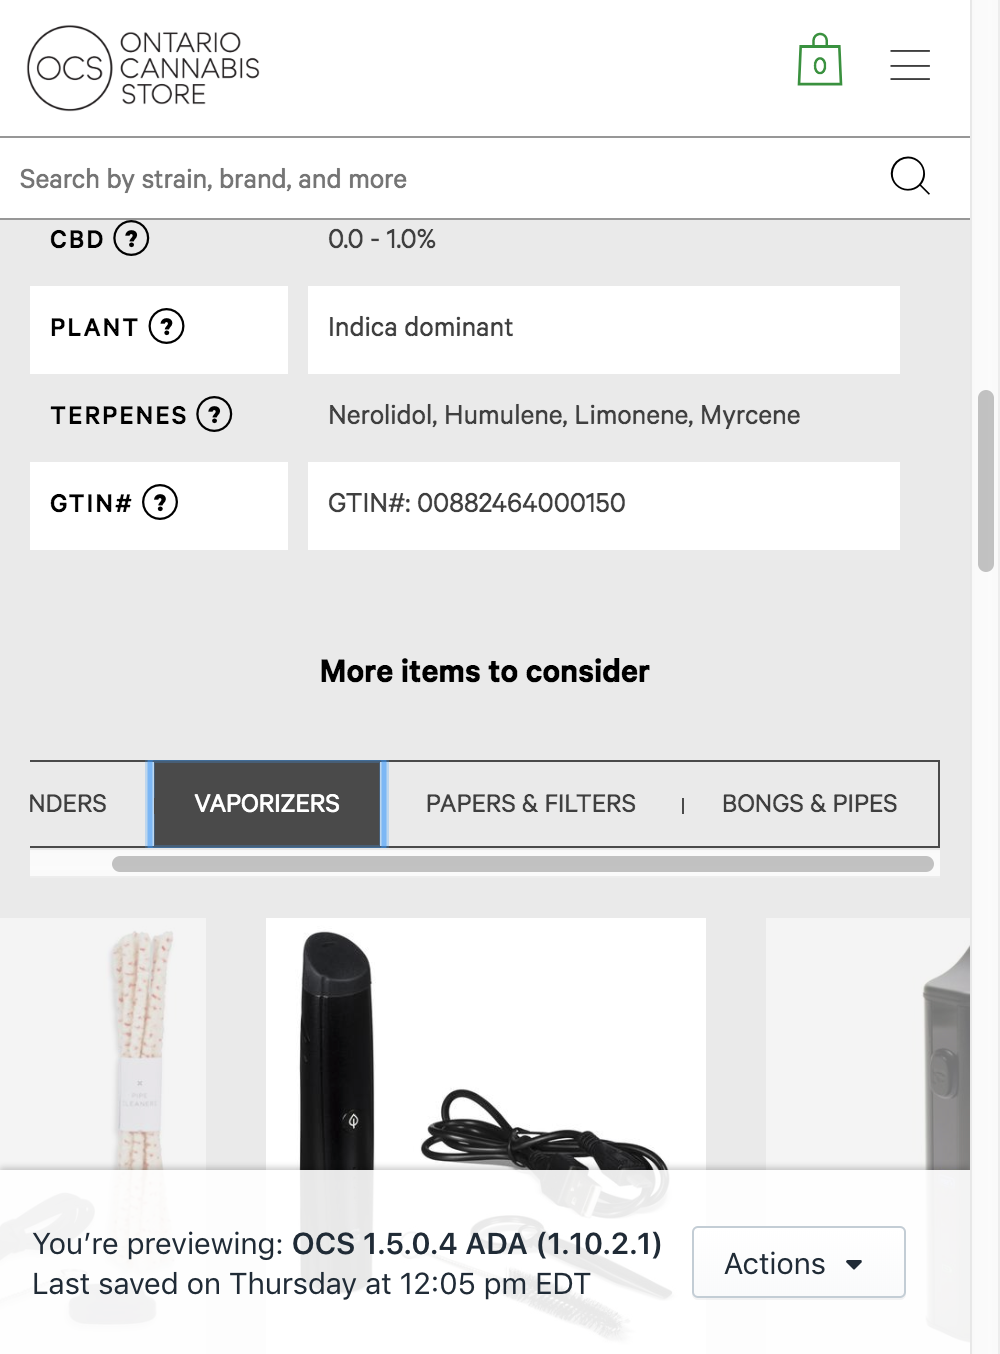 OCS
ONTARIO
CANNABIS
STORE
0
Search by strain, brand, and more
CBD ?
0.0 - 1.0%
PLANT ?
Indica dominant
TERPENES ?
Nerolidol, Humulene, Limonene, Myrcene
GTIN# ?
GTIN#: 00882464000150
More items to consider
NDERS
VAPORIZERS
PAPERS & FILTERS
BONGS & PIPES
PIPE
CLEANERS
You’re previewing: OCS 1.5.0.4 ADA (1.10.2.1)
Last saved on Thursday at 12:05 pm EDT
Actions